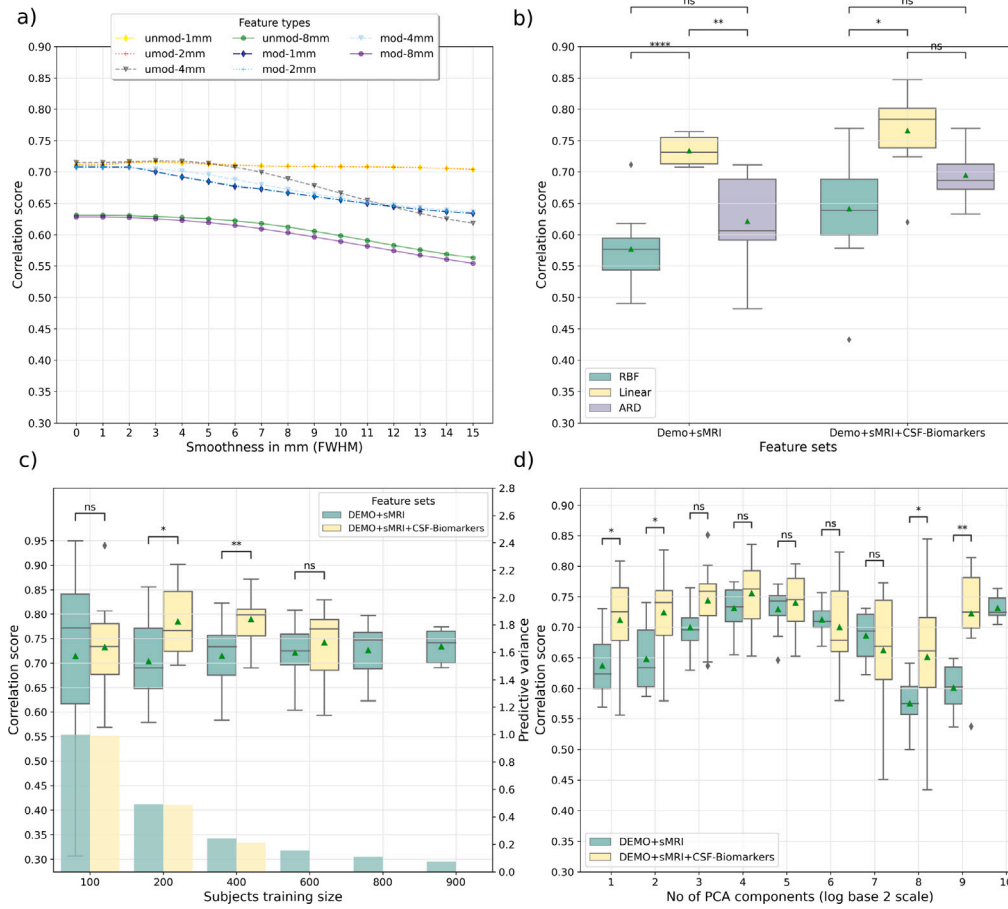 a)
Feature types
unmod-1mm unmod-8mm mod-4mm
umod-2mm mod-1mm mod-8mm
umod-4mm mod-2mm
Correlation score
0.90
0.85
0.80
0.75
0.70
0.65
0.60
0.55
0.50
0.45
0.40
0.35
0.30
0 1 2 3 4 5 6 7 8 9 10 11 12 13 14 15
Smoothness in mm (FWHM)
b)
ns ns
** *
**** ns
Correlation score
0.90
0.85
0.80
0.75
0.70
0.65
0.60
0.55
0.50
0.45
0.40
0.35
0.30
RBF
Linear
ARD
Demo+sMRI Demo+sMRI+CSF-Biomarkers
Feature sets
c)
Feature sets
DEMO+sMRI
DEMO+sMRI+CSF-Biomarkers
ns * ** ns
Correlation score
0.95
0.90
0.85
0.80
0.75
0.70
0.65
0.60
0.55
0.50
0.45
0.40
0.35
0.30
Predictive variance
2.8
2.6
2.4
2.2
2.0
1.8
1.6
1.4
1.2
1.0
0.8
0.6
0.4
0.2
0.0
100 200 400 600 800 900
Subjects training size
d)
* * ns ns ns ns ns * **
Correlation score
0.90
0.85
0.80
0.75
0.70
0.65
0.60
0.55
0.50
0.45
0.40
0.35
0.30
DEMO+sMRI
DEMO+sMRI+CSF-Biomarkers
1 2 3 4 5 6 7 8 9 10
No of PCA components (log base 2 scale)